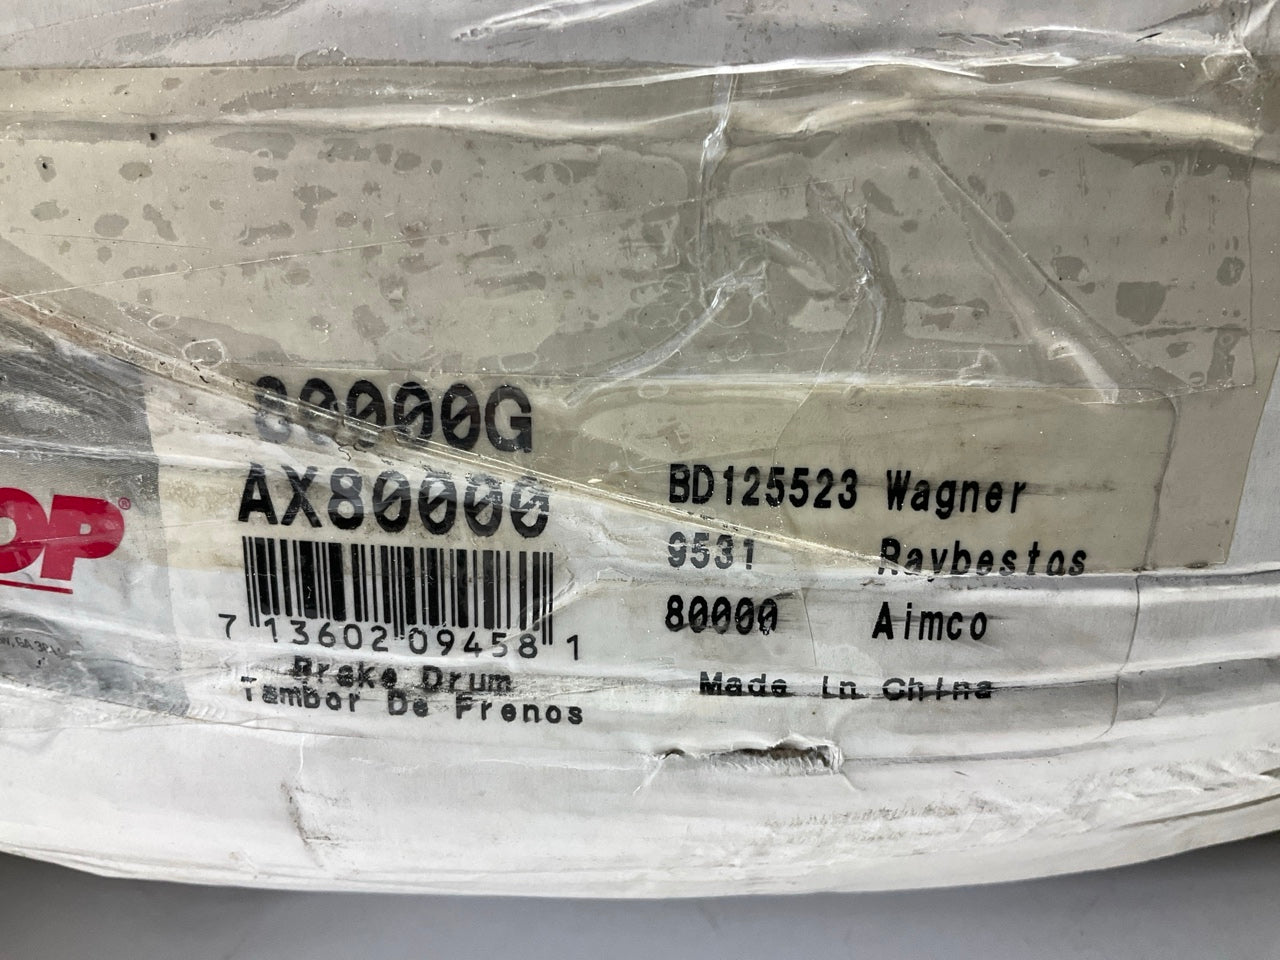 80000G
AX80000
BD125523 Wagner
OP®
9531 Raybestos
7 13602 09458 1
80000 Aimco
Brake Drum
Made in China
Tambor De Frenos